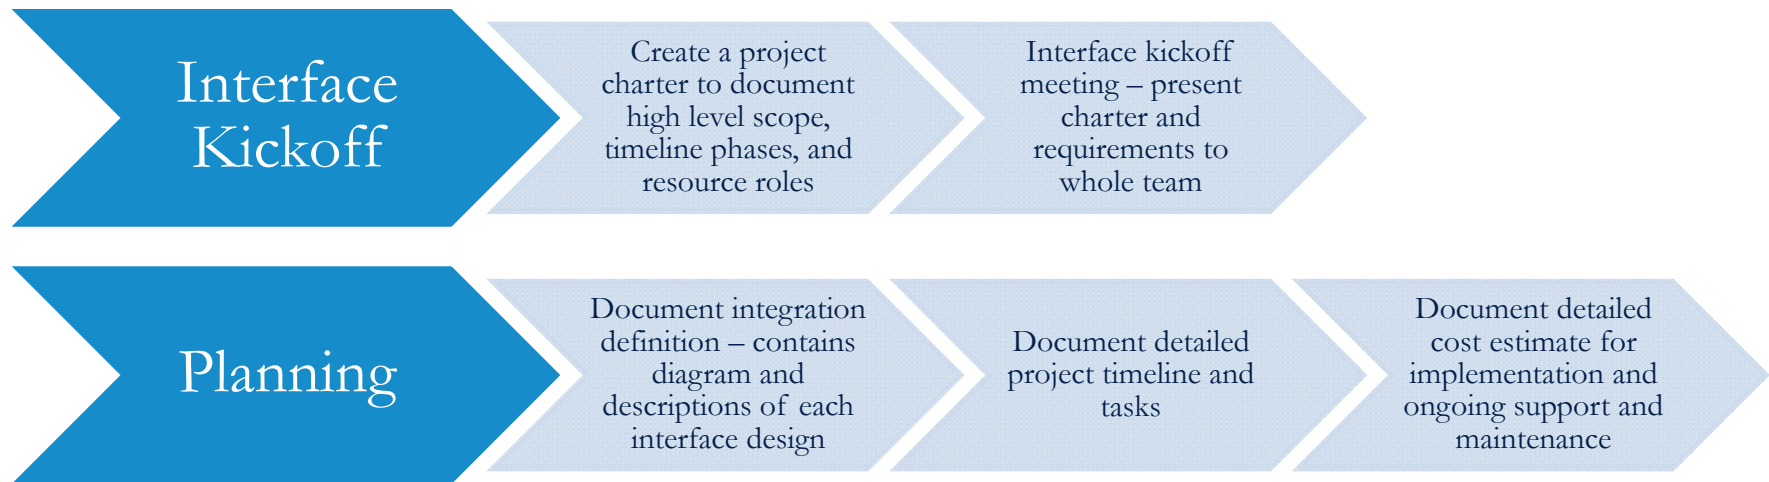 Interface
Kickoff
Create a project
charter to document
high level scope,
timeline phases, and
resource roles
Interface kickoff
meeting – present
charter and
requirements to
whole team
Planning
Document integration
definition – contains
diagram and
descriptions of each
interface design
Document detailed
project timeline and
tasks
Document detailed
cost estimate for
implementation and
ongoing support and
maintenance